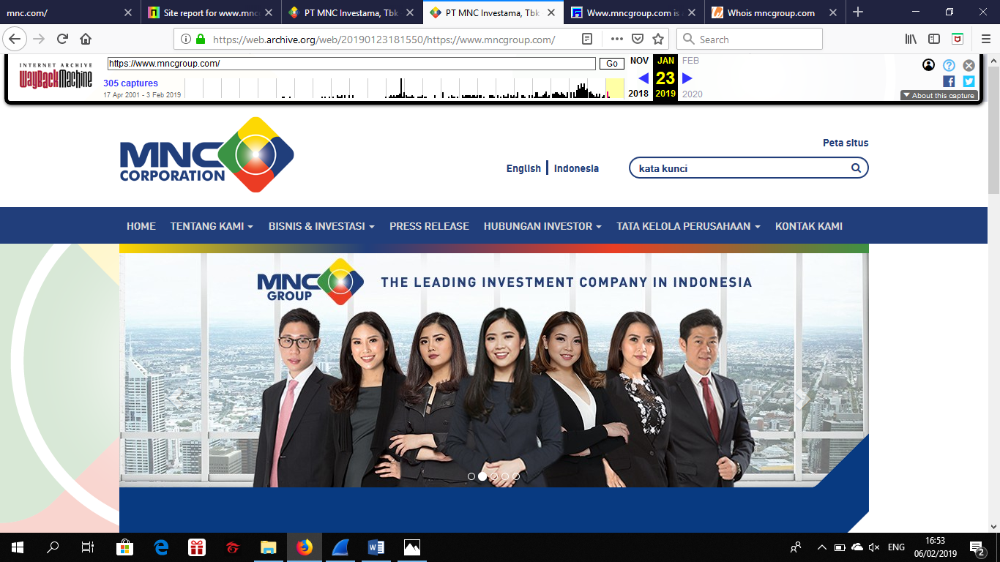 mnc.com/
Site report for www.mnc
PT MNC Investama, Tbk
PT MNC Investama, Tbk
Www.mncgroup.com is
Whois mncgroup.com
https://web.archive.org/web/20190123181550/https://www.mncgroup.com/
Search
INTERNET ARCHIVE
WayBackMachine
https://www.mncgroup.com/
Go
305 captures
17 Apr 2001 - 3 Feb 2019
NOV JAN FEB
23
2018 2019 2020
About this capture
MNC
CORPORATION
Peta situs
English | Indonesia
kata kunci
HOME TENTANG KAMI BISNIS & INVESTASI PRESS RELEASE HUBUNGAN INVESTOR TATA KELOLA PERUSAHAAN KONTAK KAMI
MNC
GROUP
THE LEADING INVESTMENT COMPANY IN INDONESIA
ENG
16:53
06/02/2019
2